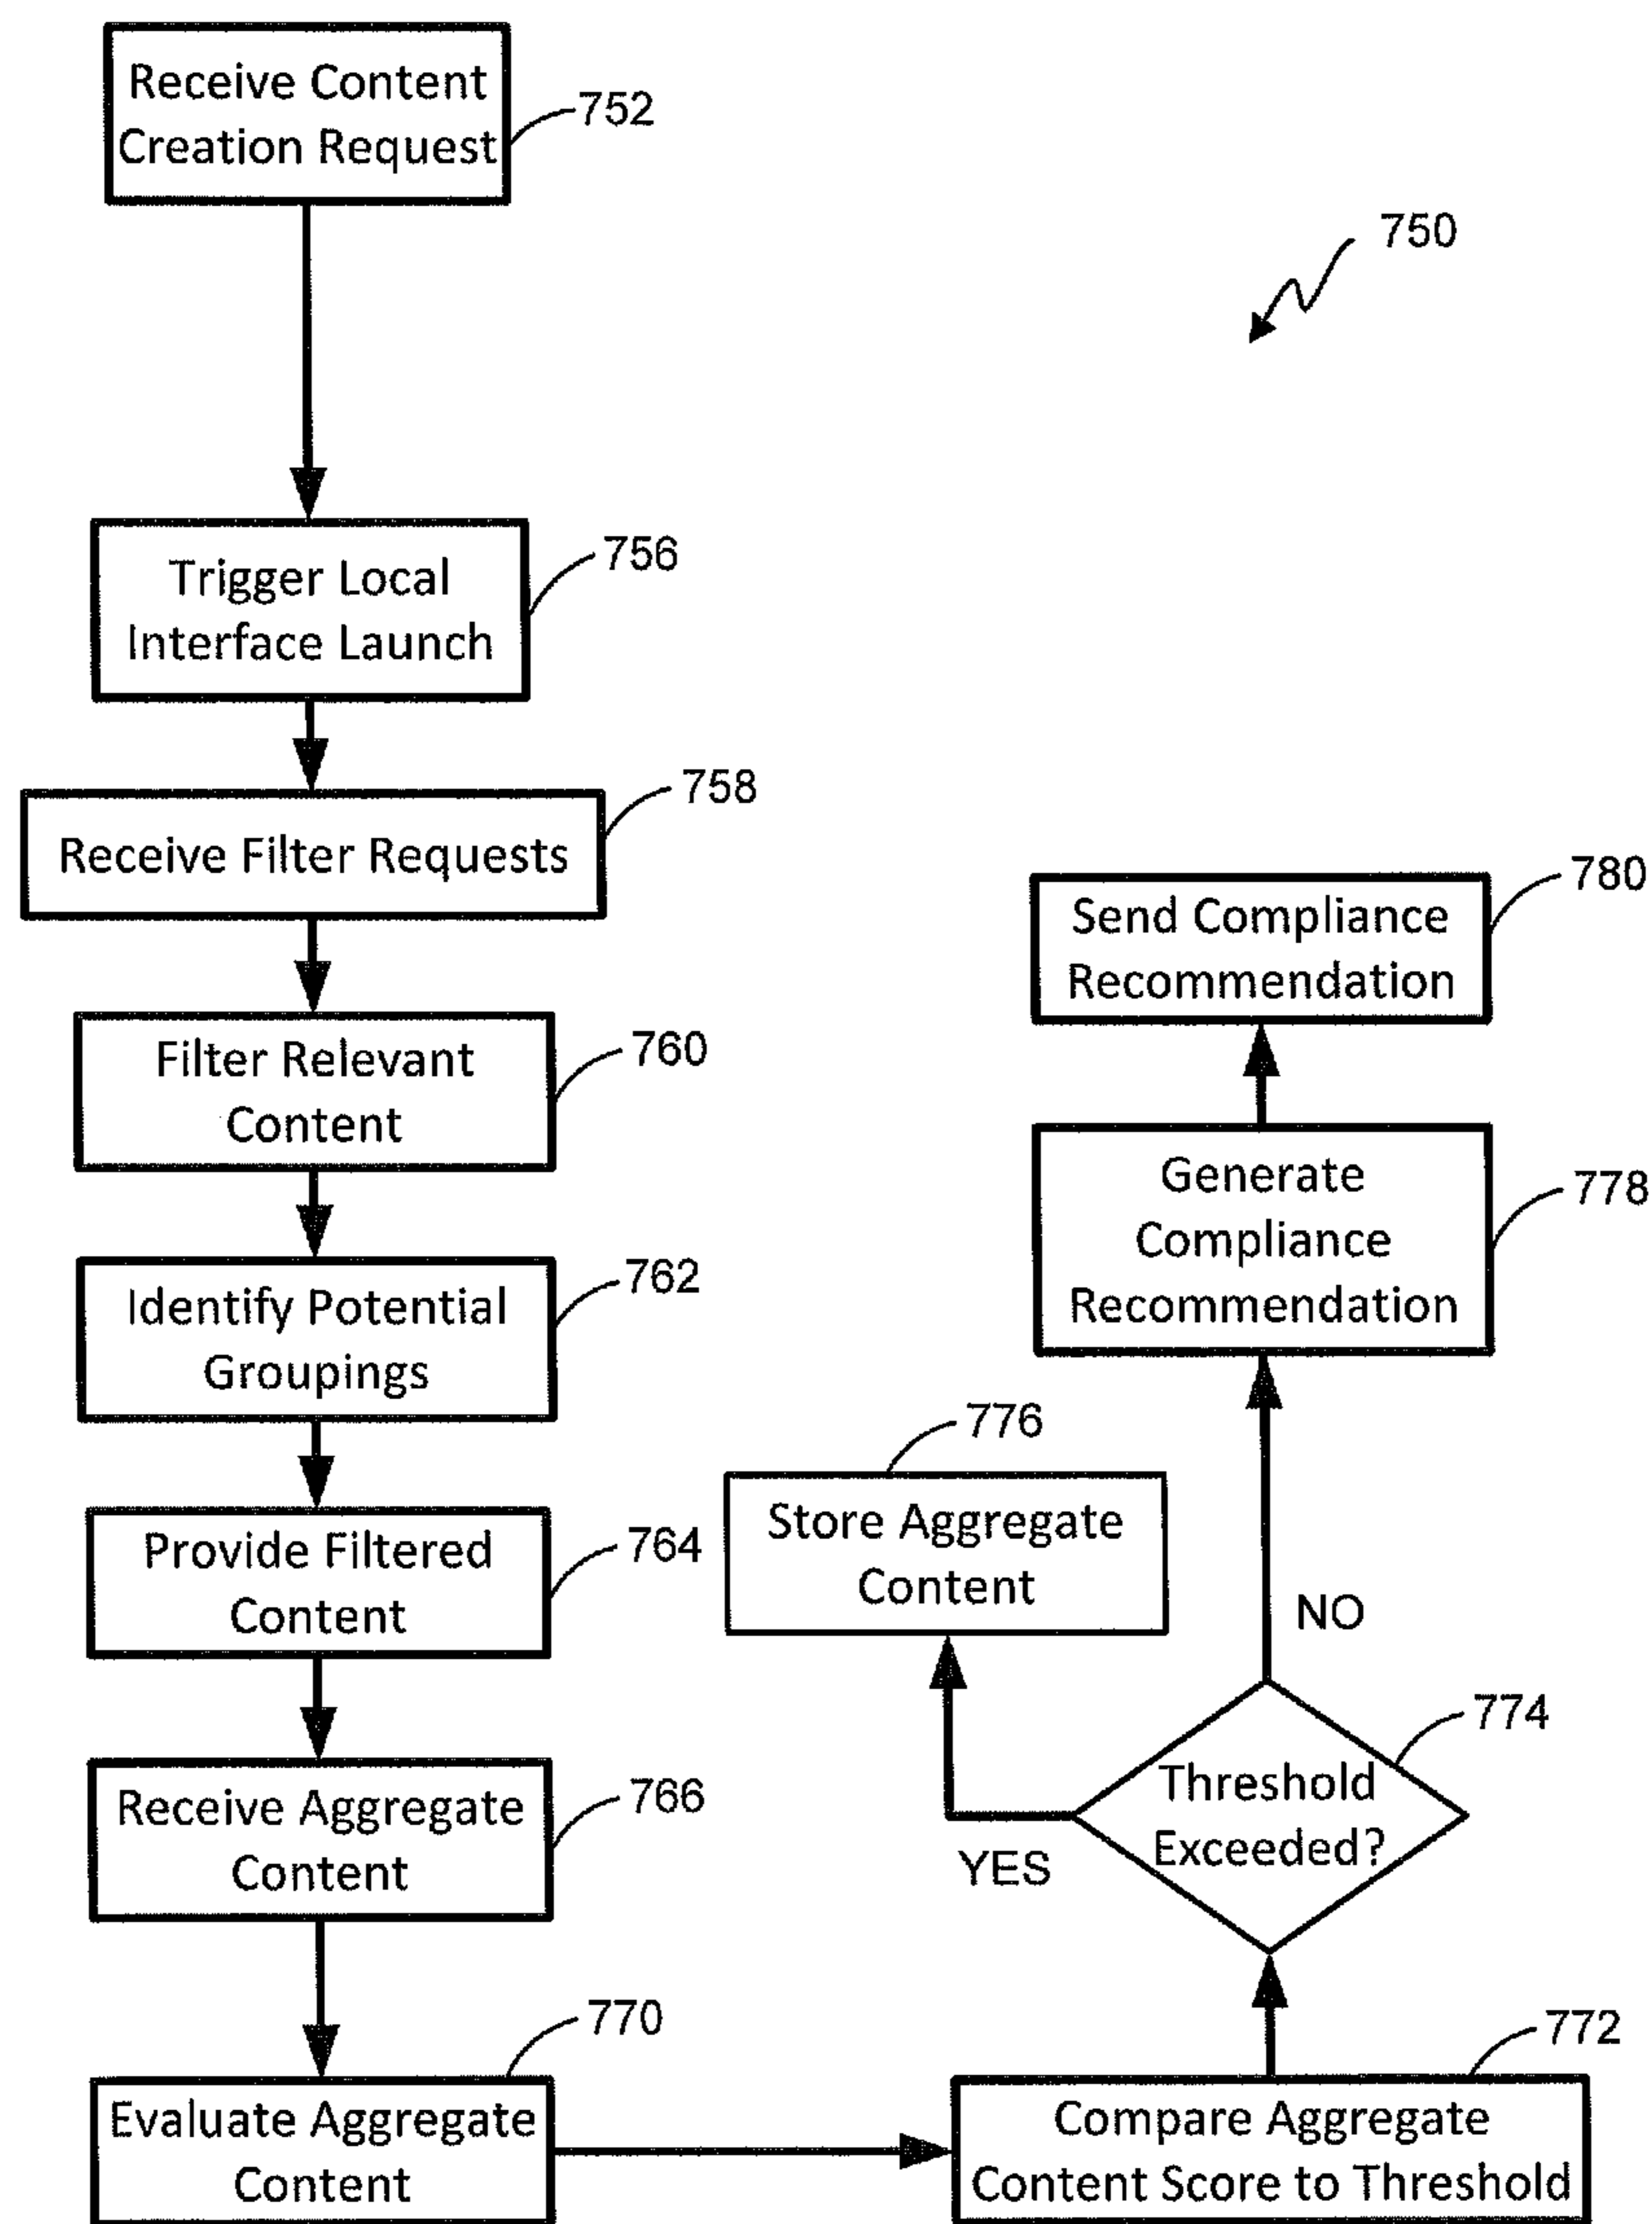 Receive Content
Creation Request
752
750
Trigger Local
Interface Launch
756
Receive Filter Requests
758
Filter Relevant
Content
760
Identify Potential
Groupings
762
Provide Filtered
Content
764
Receive Aggregate
Content
766
Evaluate Aggregate
Content
770
Compare Aggregate
Content Score to Threshold
772
Threshold
Exceeded?
774
YES
NO
Store Aggregate
Content
776
Generate
Compliance
Recommendation
778
Send Compliance
Recommendation
780